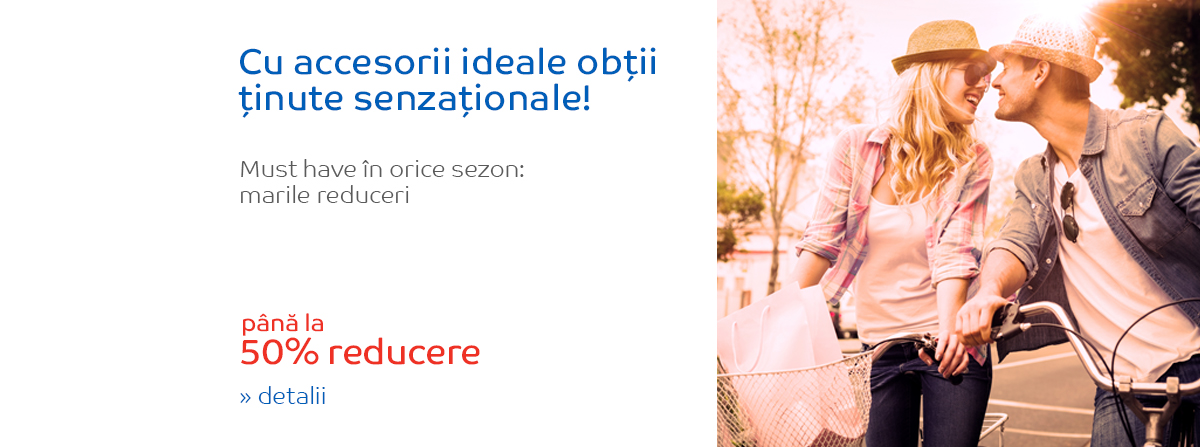 Cu accesorii ideale obții
ținute senzaționale!
Must have în orice sezon:
marile reduceri
până la
50% reducere
» detalii